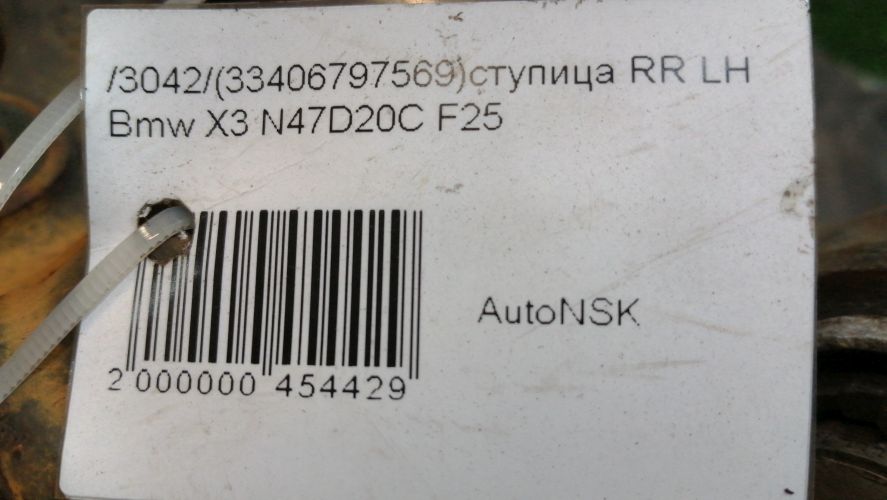 /3042/(33406797569)ступица RR LH
Bmw X3 N47D20C F25
AutoNSK
2 000000 454429